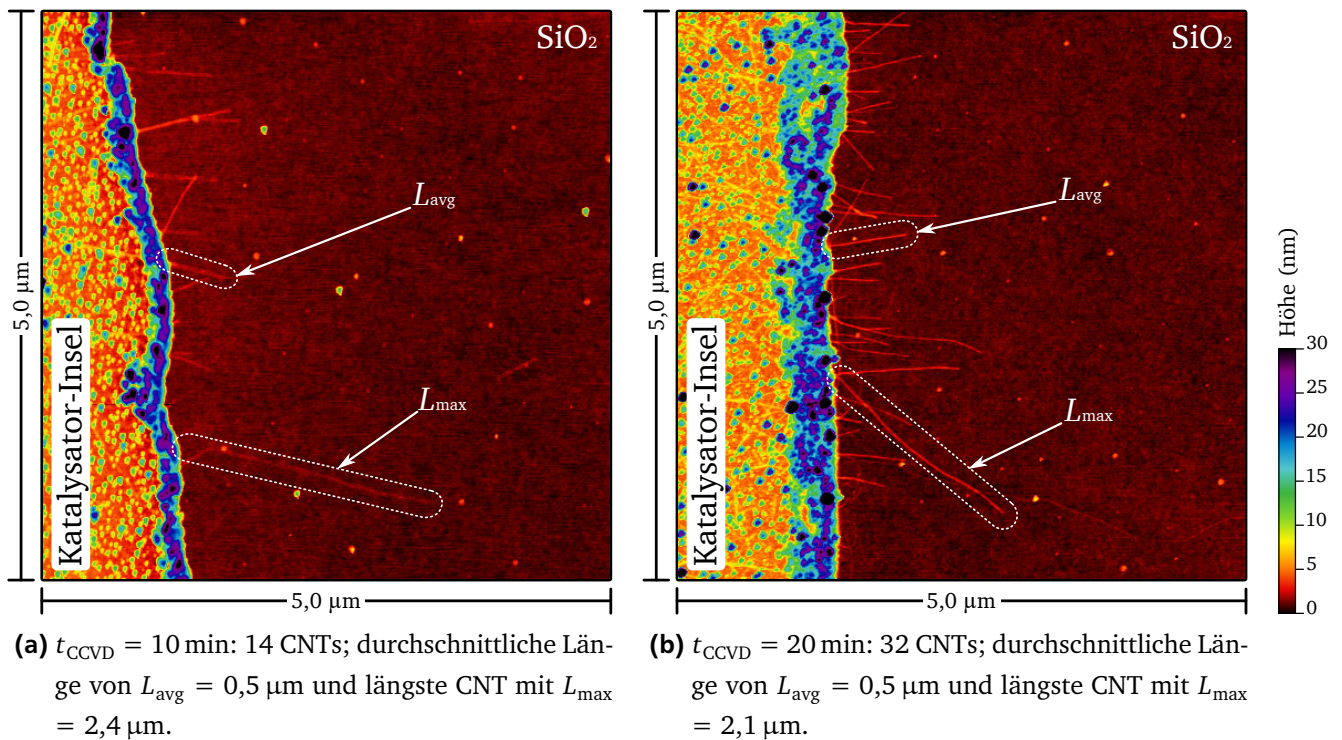 SiO₂
L_avg
L_max
Katalysator-Insel
5,0 µm
5,0 µm
SiO₂
L_avg
L_max
Katalysator-Insel
5,0 µm
5,0 µm
Höhe (nm)
30
25
20
15
10
5
0
(a) t_CCVD = 10 min: 14 CNTs; durchschnittliche Län-
ge von L_avg = 0,5 µm und längste CNT mit L_max
= 2,4 µm.
(b) t_CCVD = 20 min: 32 CNTs; durchschnittliche Län-
ge von L_avg = 0,5 µm und längste CNT mit L_max
= 2,1 µm.